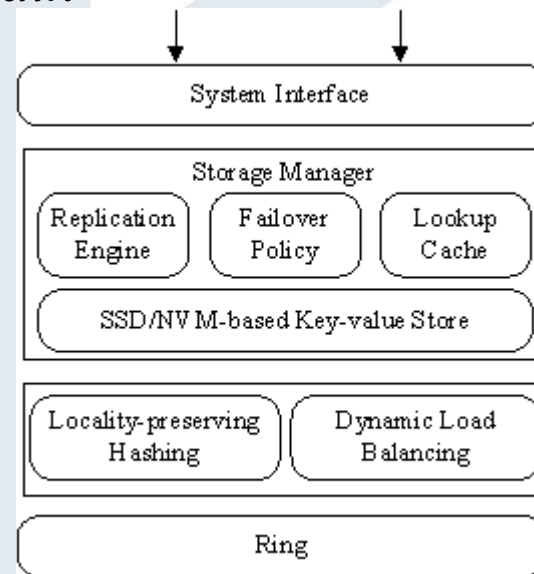 System Interface
Storage Manager
Replication
Engine
Failover
Policy
Lookup
Cache
SSD/NVM-based Key-value Store
Locality-preserving
Hashing
Dynamic Load
Balancing
Ring